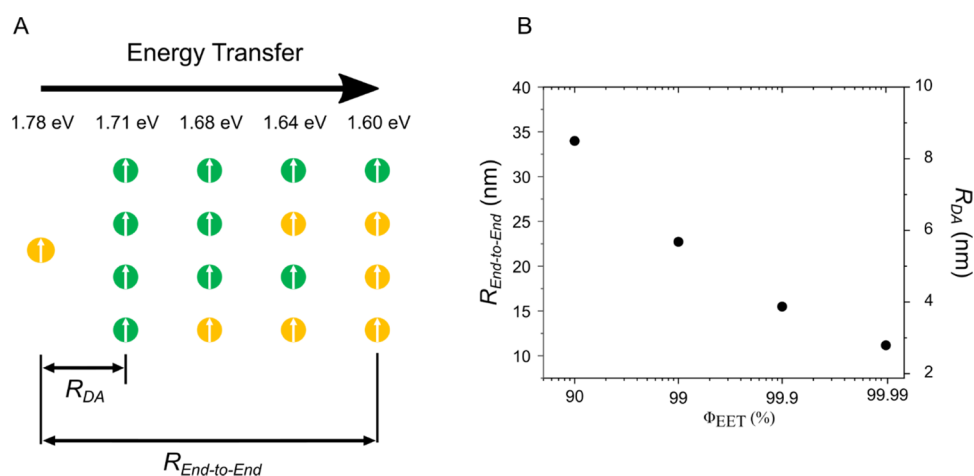 A
Energy Transfer
1.78 eV 1.71 eV 1.68 eV 1.64 eV 1.60 eV
R_DA
R_End-to-End
B
R_End-to-End (nm)
40
35
30
25
20
15
10
90 99 99.9 99.99
Φ_EET (%)
10
8
6
4
2
R_DA (nm)